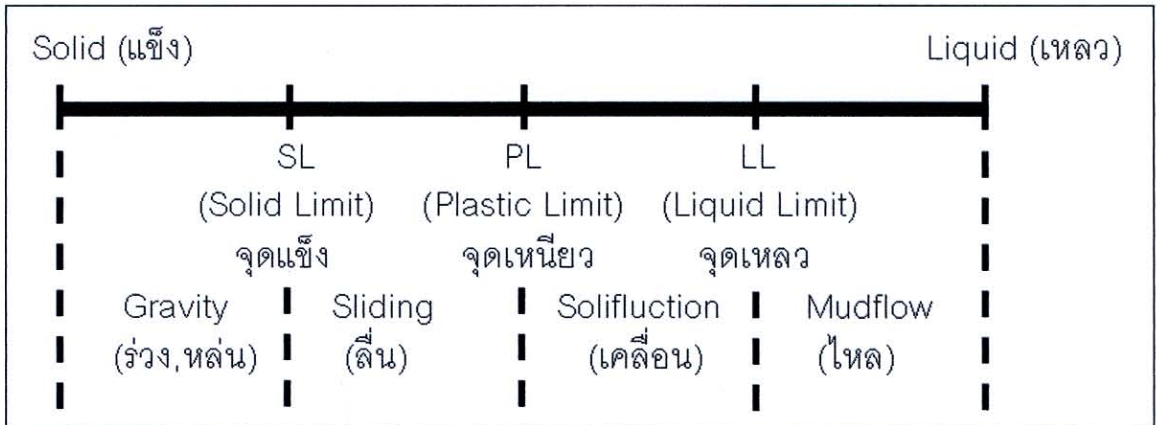 Solid (แข็ง) Liquid (เหลว)
SL PL LL
(Solid Limit) (Plastic Limit) (Liquid Limit)
จุดแข็ง จุดเหนียว จุดเหลว
Gravity Sliding Solifluction Mudflow
(ร่วง,หล่น) (ลื่น) (เคลื่อน) (ไหล)